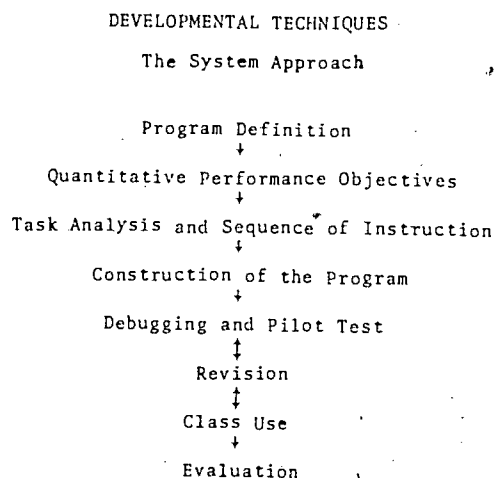 DEVELOPMENTAL TECHNIQUES
The System Approach
Program Definition
↓
Quantitative Performance Objectives
↓
Task Analysis and Sequence of Instruction
↓
Construction of the Program
↓
Debugging and Pilot Test
↕
Revision
↕
Class Use
↓
Evaluation